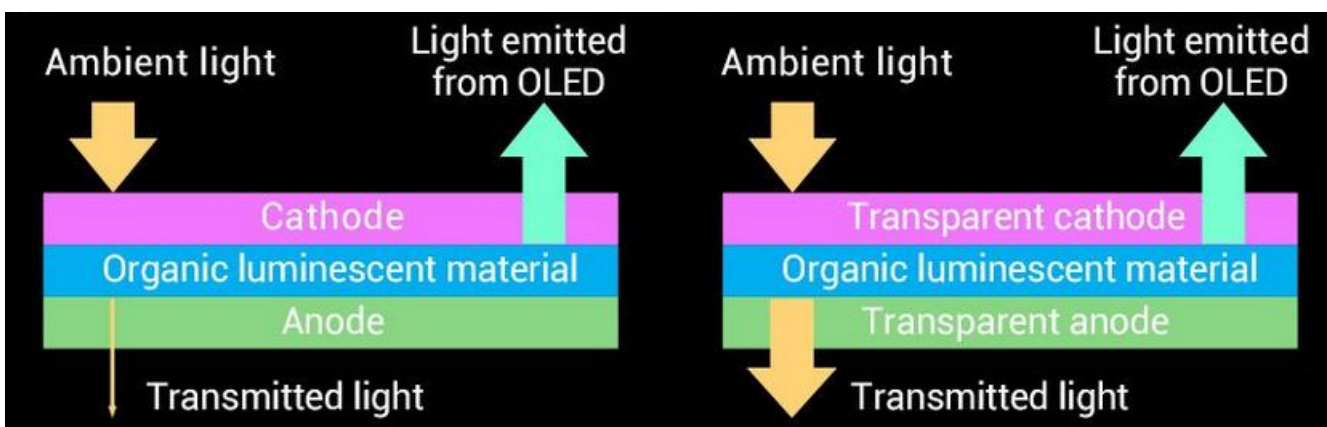 Ambient light
Light emitted
from OLED
Cathode
Organic luminescent material
Anode
Transmitted light
Ambient light
Light emitted
from OLED
Transparent cathode
Organic luminescent material
Transparent anode
Transmitted light